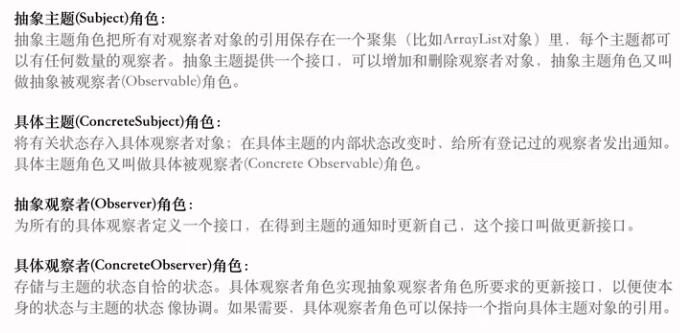 抽象主题(Subject)角色：
抽象主题角色把所有对观察者对象的引用保存在一个聚集（比如ArrayList对象）里，每个主题都可
以有任何数量的观察者。抽象主题提供一个接口，可以增加和删除观察者对象，抽象主题角色又叫
做抽象被观察者(Observable)角色。
具体主题(ConcreteSubject)角色：
将有关状态存入具体观察者对象；在具体主题的内部状态改变时，给所有登记过的观察者发出通知。
具体主题角色又叫做具体被观察者(Concrete Observable)角色。
抽象观察者(Observer)角色：
为所有的具体观察者定义一个接口，在得到主题的通知时更新自己，这个接口叫做更新接口。
具体观察者(ConcreteObserver)角色：
存储与主题的状态自恰的状态。具体观察者角色实现抽象观察者角色所要求的更新接口，以便使本
身的状态与主题的状态 像协调。如果需要，具体观察者角色可以保持一个指向具体主题对象的引用。